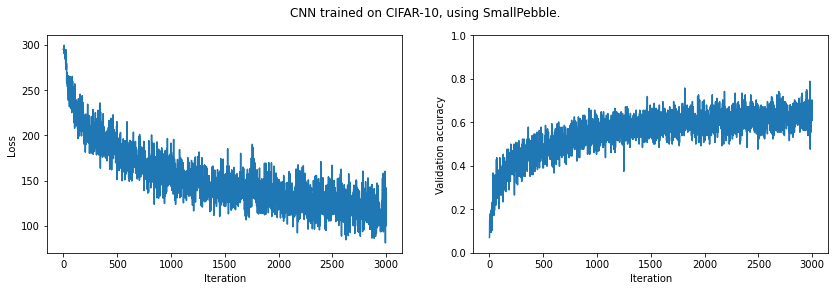 CNN trained on CIFAR-10, using SmallPebble.
300
250
200
150
100
Loss
0 500 1000 1500 2000 2500 3000
Iteration
1.0
0.8
0.6
0.4
0.2
0.0
Validation accuracy
0 500 1000 1500 2000 2500 3000
Iteration